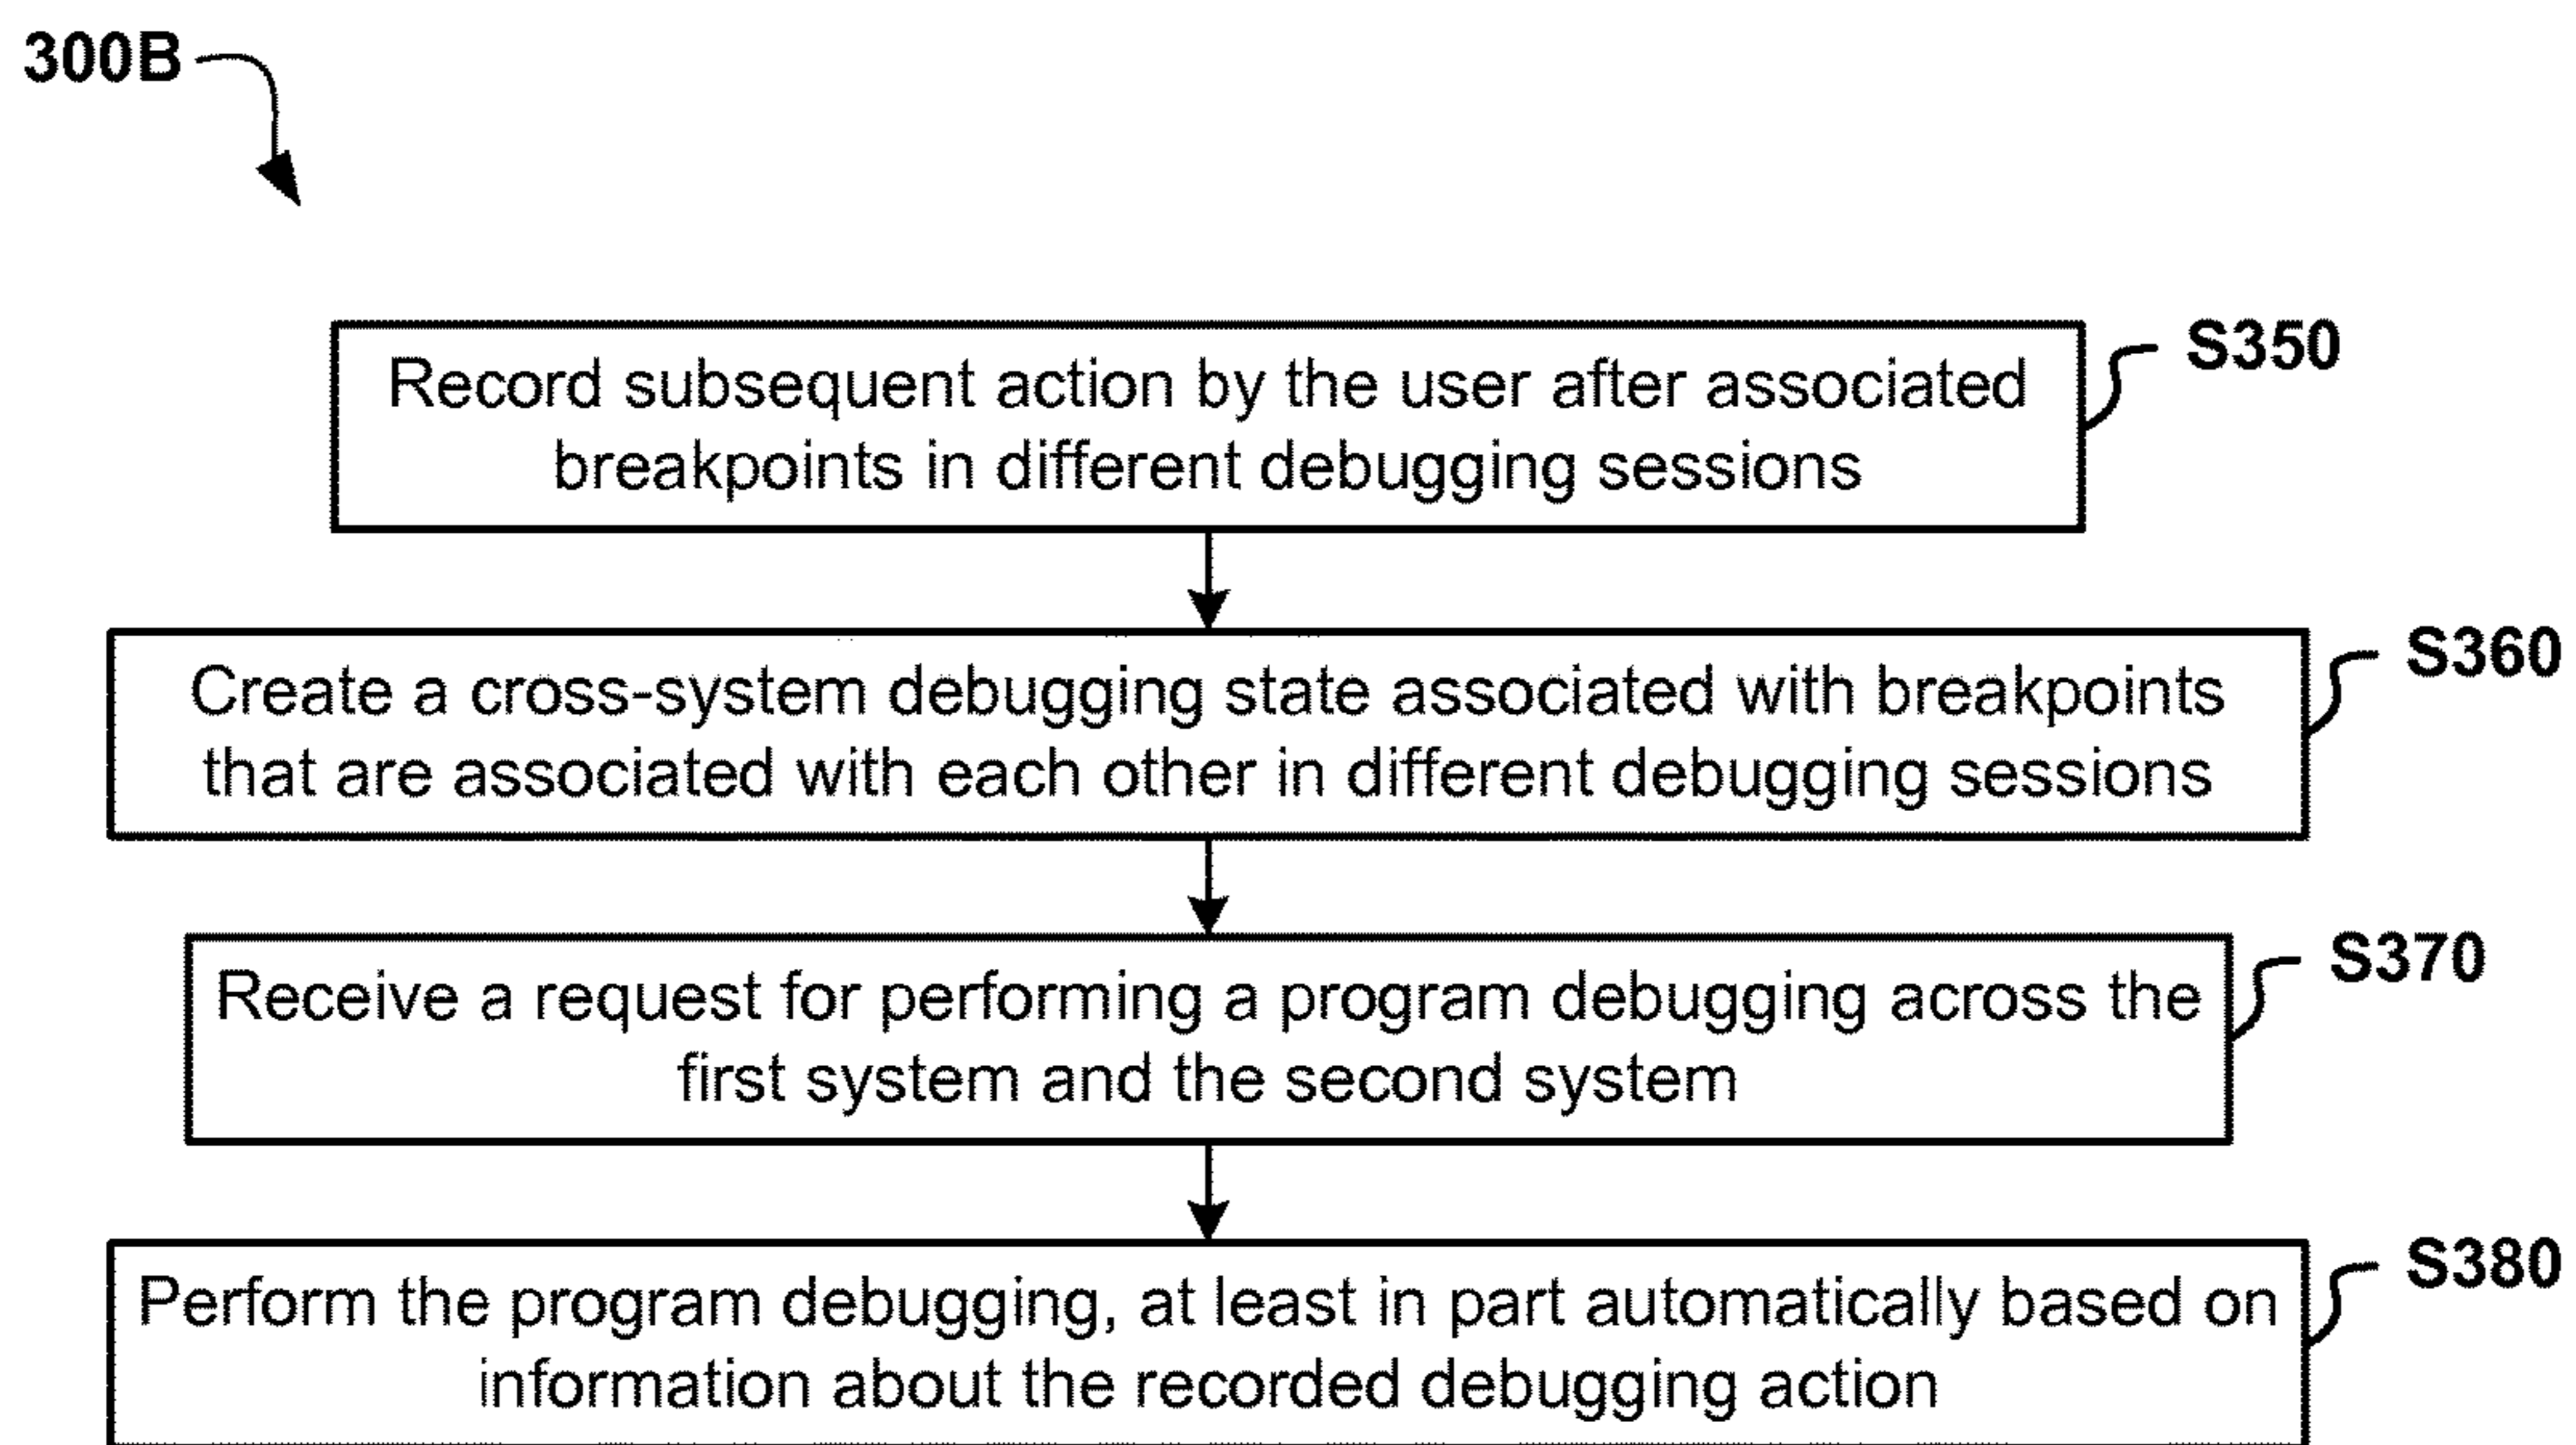 300B
S350
Record subsequent action by the user after associated
breakpoints in different debugging sessions
S360
Create a cross-system debugging state associated with breakpoints
that are associated with each other in different debugging sessions
S370
Receive a request for performing a program debugging across the
first system and the second system
S380
Perform the program debugging, at least in part automatically based on
information about the recorded debugging action